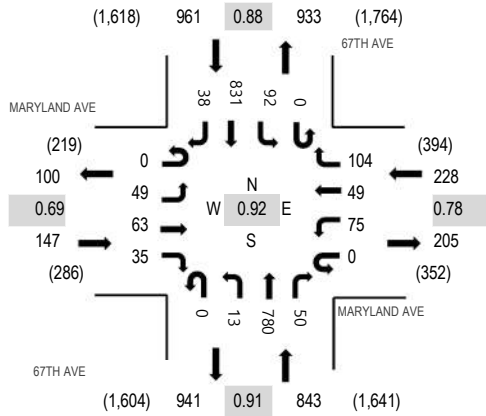 (1,618) 961 0.88 933 (1,764)
67TH AVE
38 831 92 0
MARYLAND AVE
(219) (394)
0 104
100 228
49 N 49
0.69 W 0.92 E 0.78
63 75
147 S 205
35 0
(286) (352)
0 13 780 50
MARYLAND AVE
67TH AVE
(1,604) 941 0.91 843 (1,641)